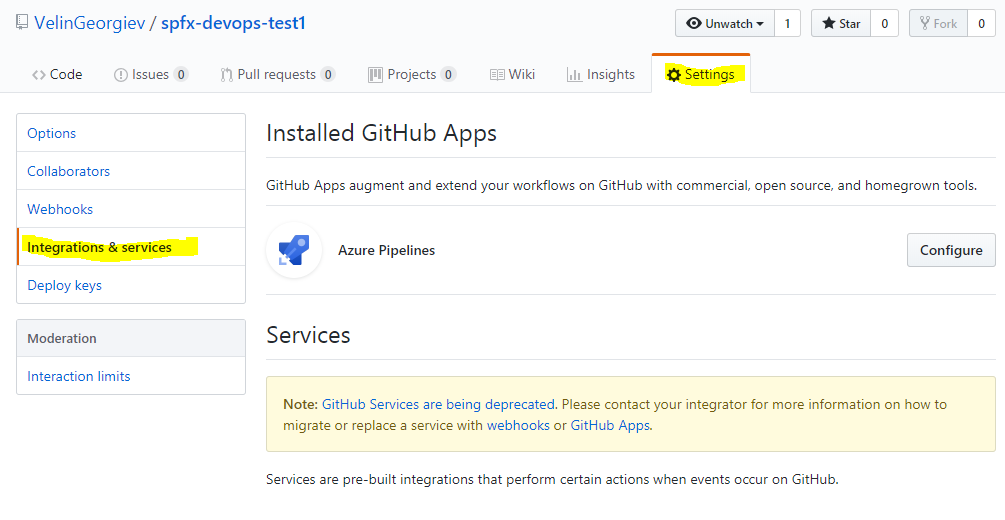 VelinGeorgiev / spfx-devops-test1
Unwatch 1 Star 0 Fork 0
Code Issues 0 Pull requests 0 Projects 0 Wiki Insights Settings
Options
Collaborators
Webhooks
Integrations & services
Deploy keys
Moderation
Interaction limits
Installed GitHub Apps
GitHub Apps augment and extend your workflows on GitHub with commercial, open source, and homegrown tools.
Azure Pipelines Configure
Services
Note: GitHub Services are being deprecated. Please contact your integrator for more information on how to
migrate or replace a service with webhooks or GitHub Apps.
Services are pre-built integrations that perform certain actions when events occur on GitHub.